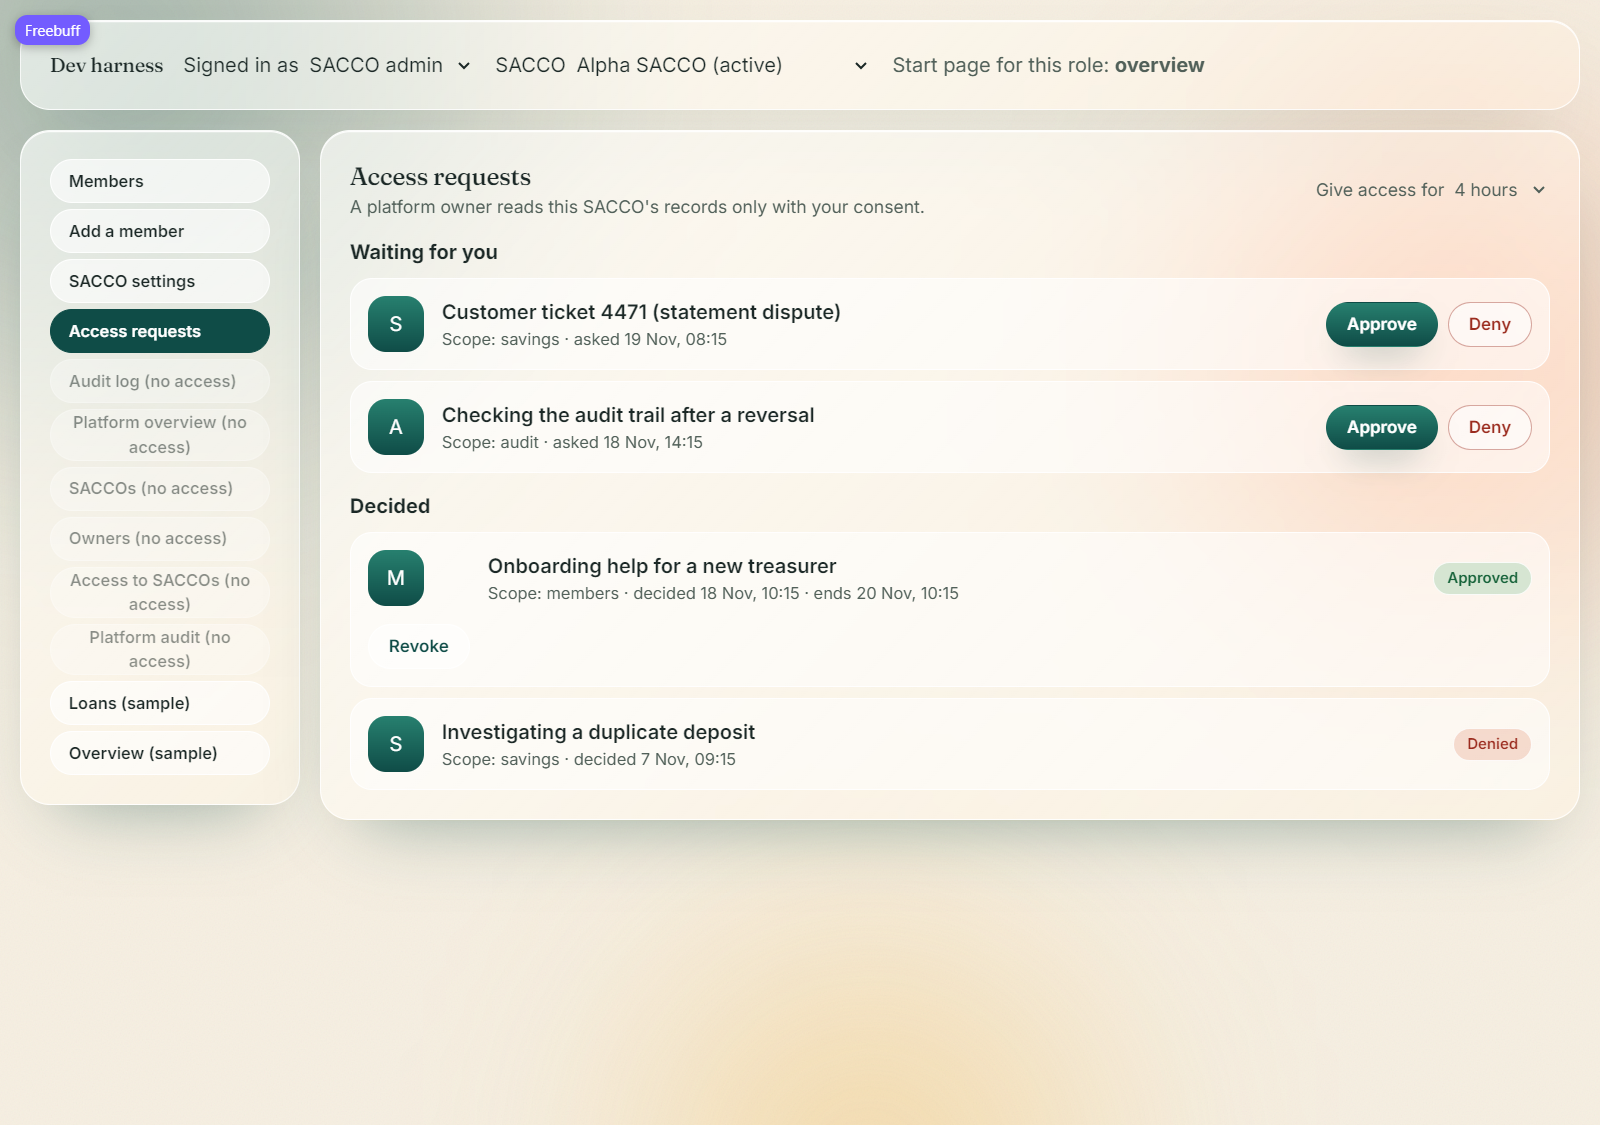 Freebuff
Dev harness Signed in as SACCO admin SACCO Alpha SACCO (active) Start page for this role: overview
Members
Add a member
SACCO settings
Access requests
Audit log (no access)
Platform overview (no
access)
SACCOs (no access)
Owners (no access)
Access to SACCOs (no
access)
Platform audit (no
access)
Loans (sample)
Overview (sample)
Access requests
A platform owner reads this SACCO's records only with your consent.
Give access for 4 hours
Waiting for you
S
Customer ticket 4471 (statement dispute)
Scope: savings · asked 19 Nov, 08:15
Approve Deny
A
Checking the audit trail after a reversal
Scope: audit · asked 18 Nov, 14:15
Approve Deny
Decided
M
Onboarding help for a new treasurer
Scope: members · decided 18 Nov, 10:15 · ends 20 Nov, 10:15
Approved
Revoke
S
Investigating a duplicate deposit
Scope: savings · decided 7 Nov, 09:15
Denied